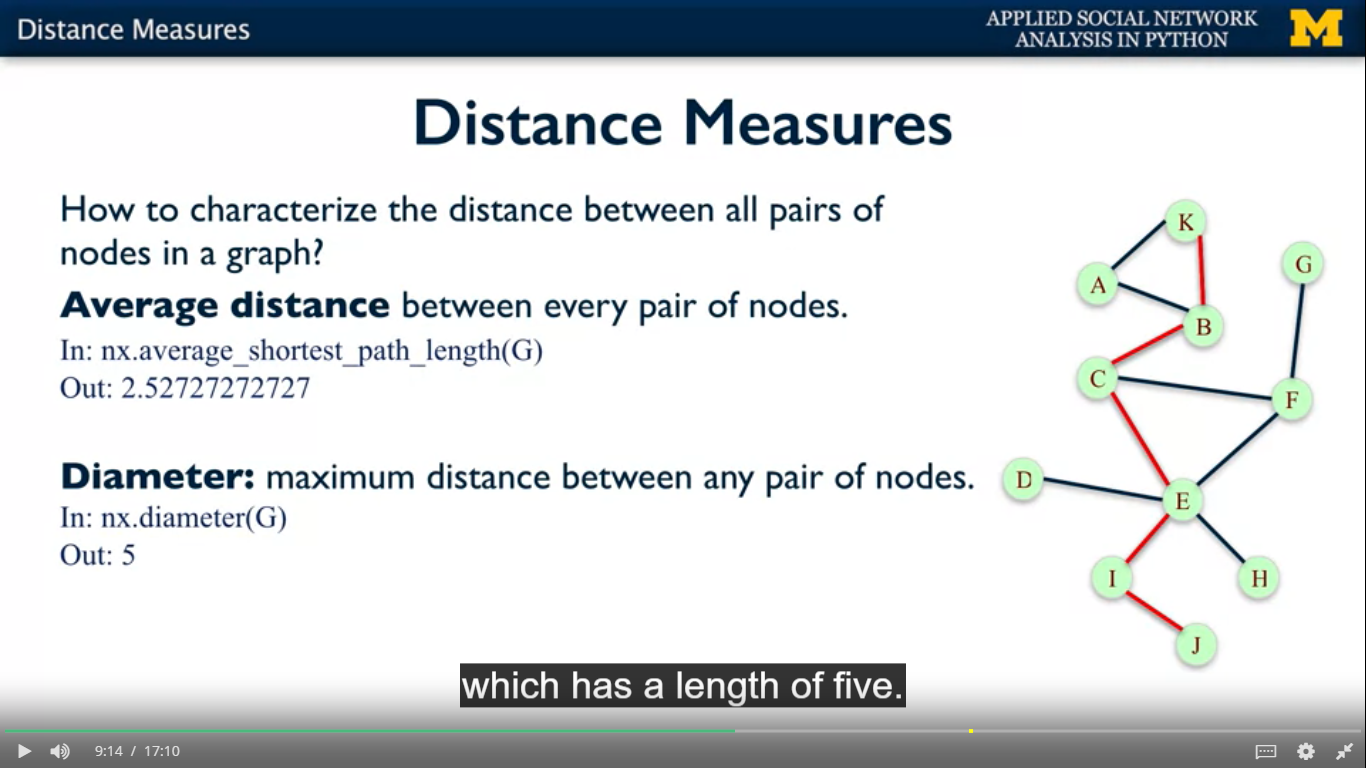 Distance Measures
APPLIED SOCIAL NETWORK
ANALYSIS IN PYTHON
M
Distance Measures
How to characterize the distance between all pairs of
nodes in a graph?
Average distance between every pair of nodes.
In: nx.average_shortest_path_length(G)
Out: 2.52727272727
Diameter: maximum distance between any pair of nodes.
In: nx.diameter(G)
Out: 5
K
G
A
B
C
F
D
E
I
H
J
which has a length of five.
9:14 / 17:10